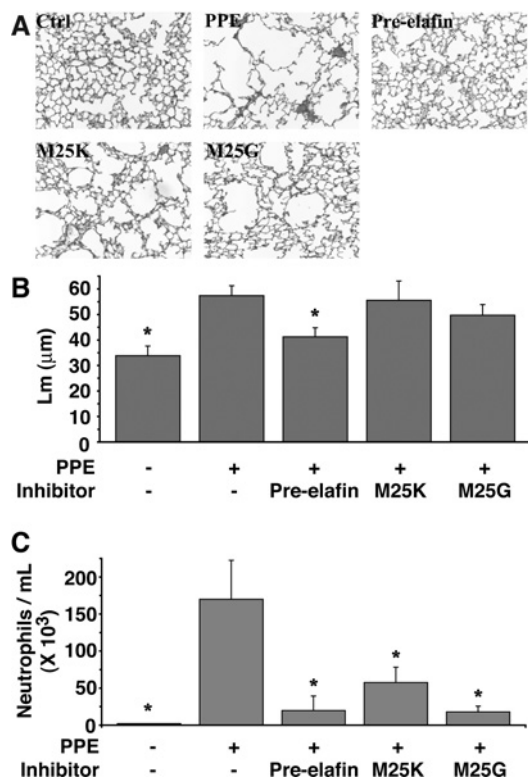 A
Ctrl
PPE
Pre-elafin
M25K
M25G
B
Lm (μm)
60
50
40
30
20
10
0
*
*
PPE - + + + +
Inhibitor - - Pre-elafin M25K M25G
C
Neutrophils / mL
(X 10³)
200
150
100
50
0
*
*
*
*
PPE - + + + +
Inhibitor - - Pre-elafin M25K M25G